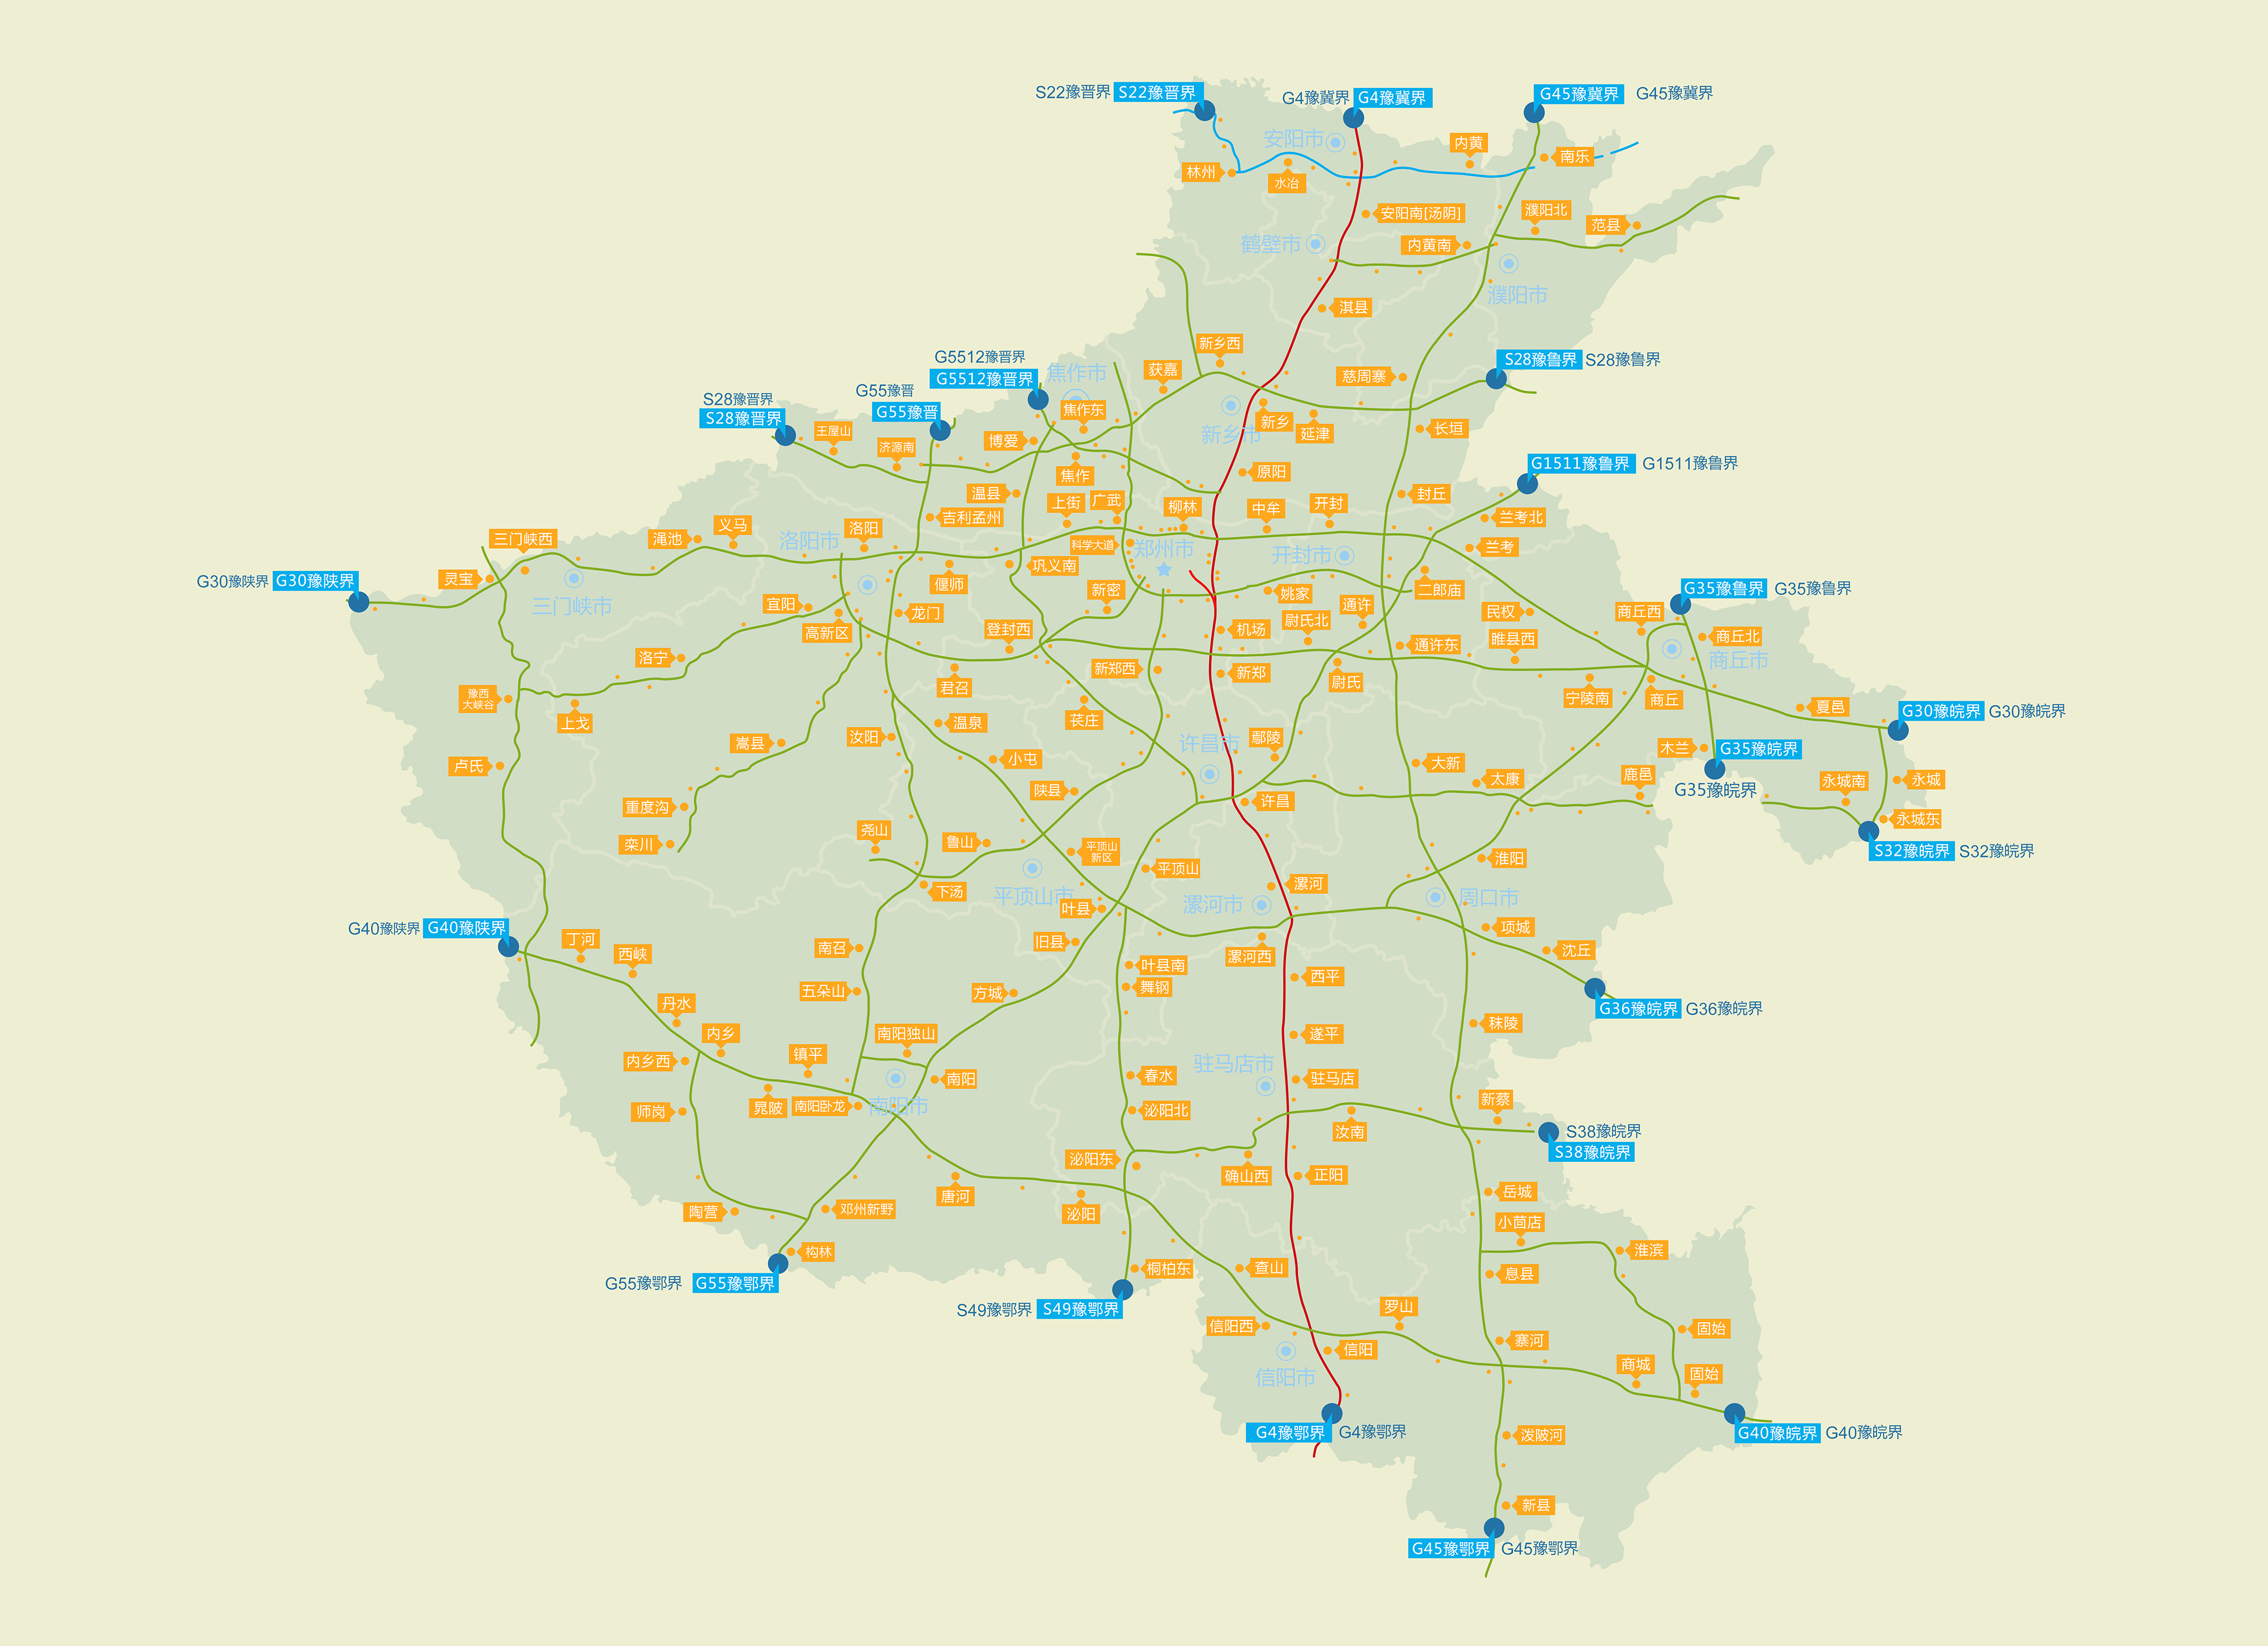 S22豫晋界
S22豫晋界
G4豫冀界
G4豫冀界
G45豫冀界
G45豫冀界
安阳市
内黄
南乐
林州
水冶
安阳南[汤阴]
濮阳北
范县
鹤壁市
内黄南
濮阳市
淇县
新乡西
G5512豫晋界
G5512豫晋界
焦作市
获嘉
慈周寨
S28豫鲁界
S28豫鲁界
G55豫晋
G55豫晋
S28豫晋界
S28豫晋界
焦作东
新乡
新乡市
延津
长垣
王屋山
济源南
博爱
焦作
原阳
G1511豫鲁界
G1511豫鲁界
温县
上街
广武
柳林
中牟
开封
封丘
吉利孟州
兰考北
三门峡西
渑池
义马
洛阳市
洛阳
科学大道
郑州市
开封市
兰考
灵宝
G30豫陕界
G30豫陕界
三门峡市
偃师
巩义南
新密
姚家
二郎庙
G35豫鲁界
G35豫鲁界
宜阳
高新区
龙门
登封西
机场
尉氏北
通许
民权
商丘西
洛宁
通许东
睢县西
商丘北
商丘市
豫西
大峡谷
上戈
君召
新郑西
新郑
尉氏
宁陵南
商丘
夏邑
G30豫皖界
G30豫皖界
温泉
苌庄
嵩县
汝阳
许昌市
鄢陵
木兰
G35豫皖界
G35豫皖界
卢氏
小屯
大新
太康
鹿邑
永城南
永城
重度沟
陕县
许昌
永城东
栾川
尧山
鲁山
平顶山
新区
平顶山
淮阳
S32豫皖界
S32豫皖界
下汤
平顶山市
叶县
漯河市
漯河
周口市
G40豫陕界
G40豫陕界
丁河
西峡
南召
旧县
漯河西
项城
沈丘
叶县南
舞钢
西平
五朵山
方城
丹水
G36豫皖界
G36豫皖界
内乡
内乡西
镇平
南阳独山
遂平
秣陵
驻马店市
师岗
晁陂
南阳卧龙
南阳市
南阳
春水
泌阳北
驻马店
汝南
新蔡
S38豫皖界
S38豫皖界
泌阳东
确山西
正阳
陶营
邓州新野
唐河
泌阳
岳城
小茴店
淮滨
构林
G55豫鄂界
G55豫鄂界
桐柏东
查山
息县
S49豫鄂界
S49豫鄂界
信阳西
罗山
信阳
信阳市
寨河
固始
商城
固始
G4豫鄂界
G4豫鄂界
泼陂河
G40豫皖界
G40豫皖界
新县
G45豫鄂界
G45豫鄂界